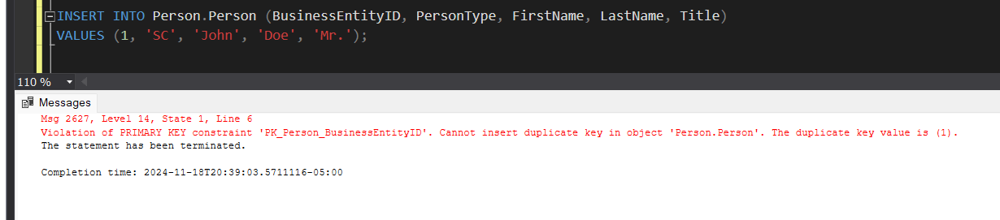 INSERT INTO Person.Person (BusinessEntityID, PersonType, FirstName, LastName, Title)
VALUES (1, 'SC', 'John', 'Doe', 'Mr.');
110 %
Messages
Msg 2627, Level 14, State 1, Line 6
Violation of PRIMARY KEY constraint 'PK_Person_BusinessEntityID'. Cannot insert duplicate key in object 'Person.Person'. The duplicate key value is (1).
The statement has been terminated.
Completion time: 2024-11-18T20:39:03.5711116-05:00